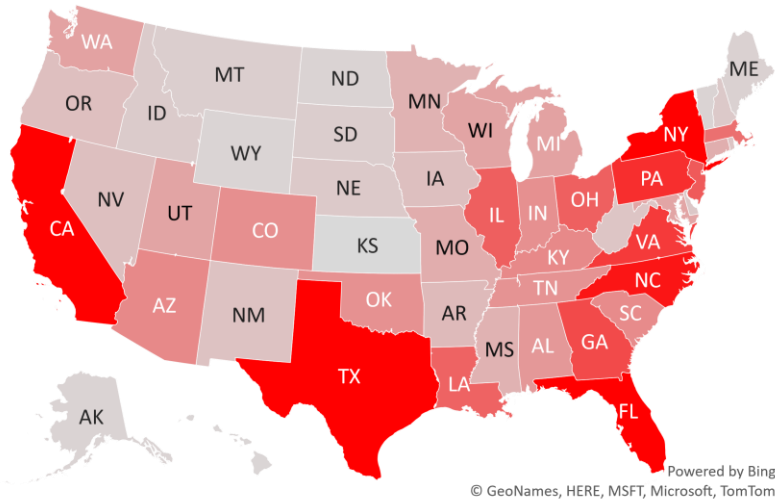 WA
MT
ND
ME
OR
ID
MN
SD
WI
NY
WY
MI
NE
IA
PA
NV
UT
CO
IL
IN
OH
CA
KS
MO
KY
VA
AZ
NM
OK
TN
NC
AR
SC
MS
AL
GA
TX
LA
FL
AK
Powered by Bing
© GeoNames, HERE, MSFT, Microsoft, TomTom